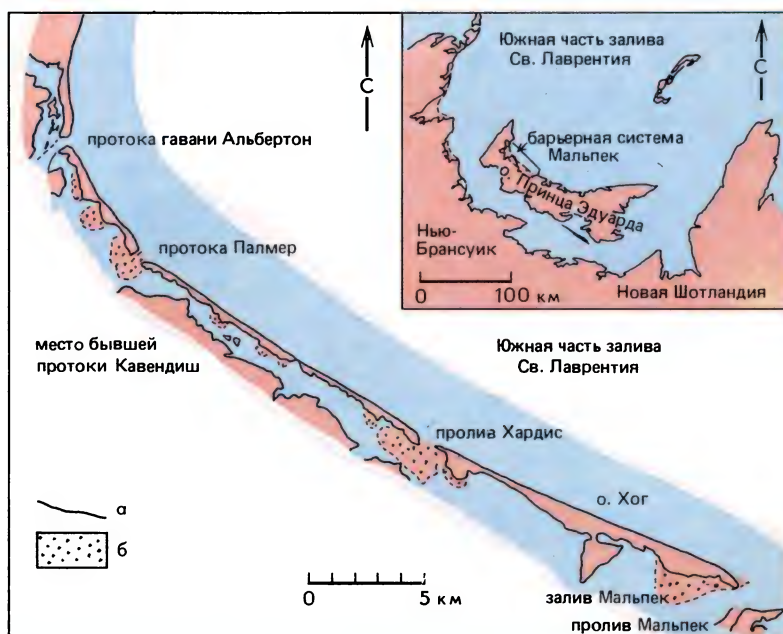 С
протока гавани Альбертон
протока Палмер
место бывшей
протоки Кавендиш
Южная часть залива
Св. Лаврентия
С
барьерная система
Мальпек
о. Принца Эдуарда
Нью-
Брансуик
0 100 км
Новая Шотландия
Южная часть залива
Св. Лаврентия
пролив Хардис
о. Хог
а
б
0 5 км
залив Мальпек
пролив Мальпек